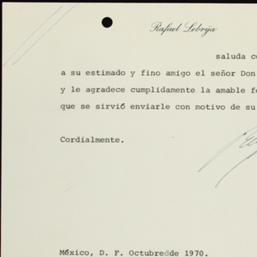 Rafael Lebrija
saluda
a su estimado y fino amigo el señor Don
y le agradece cumplidamente la amable
que se sirvió enviarle con motivo de su
Cordialmente.
México, D. F. Octubre de 1970.